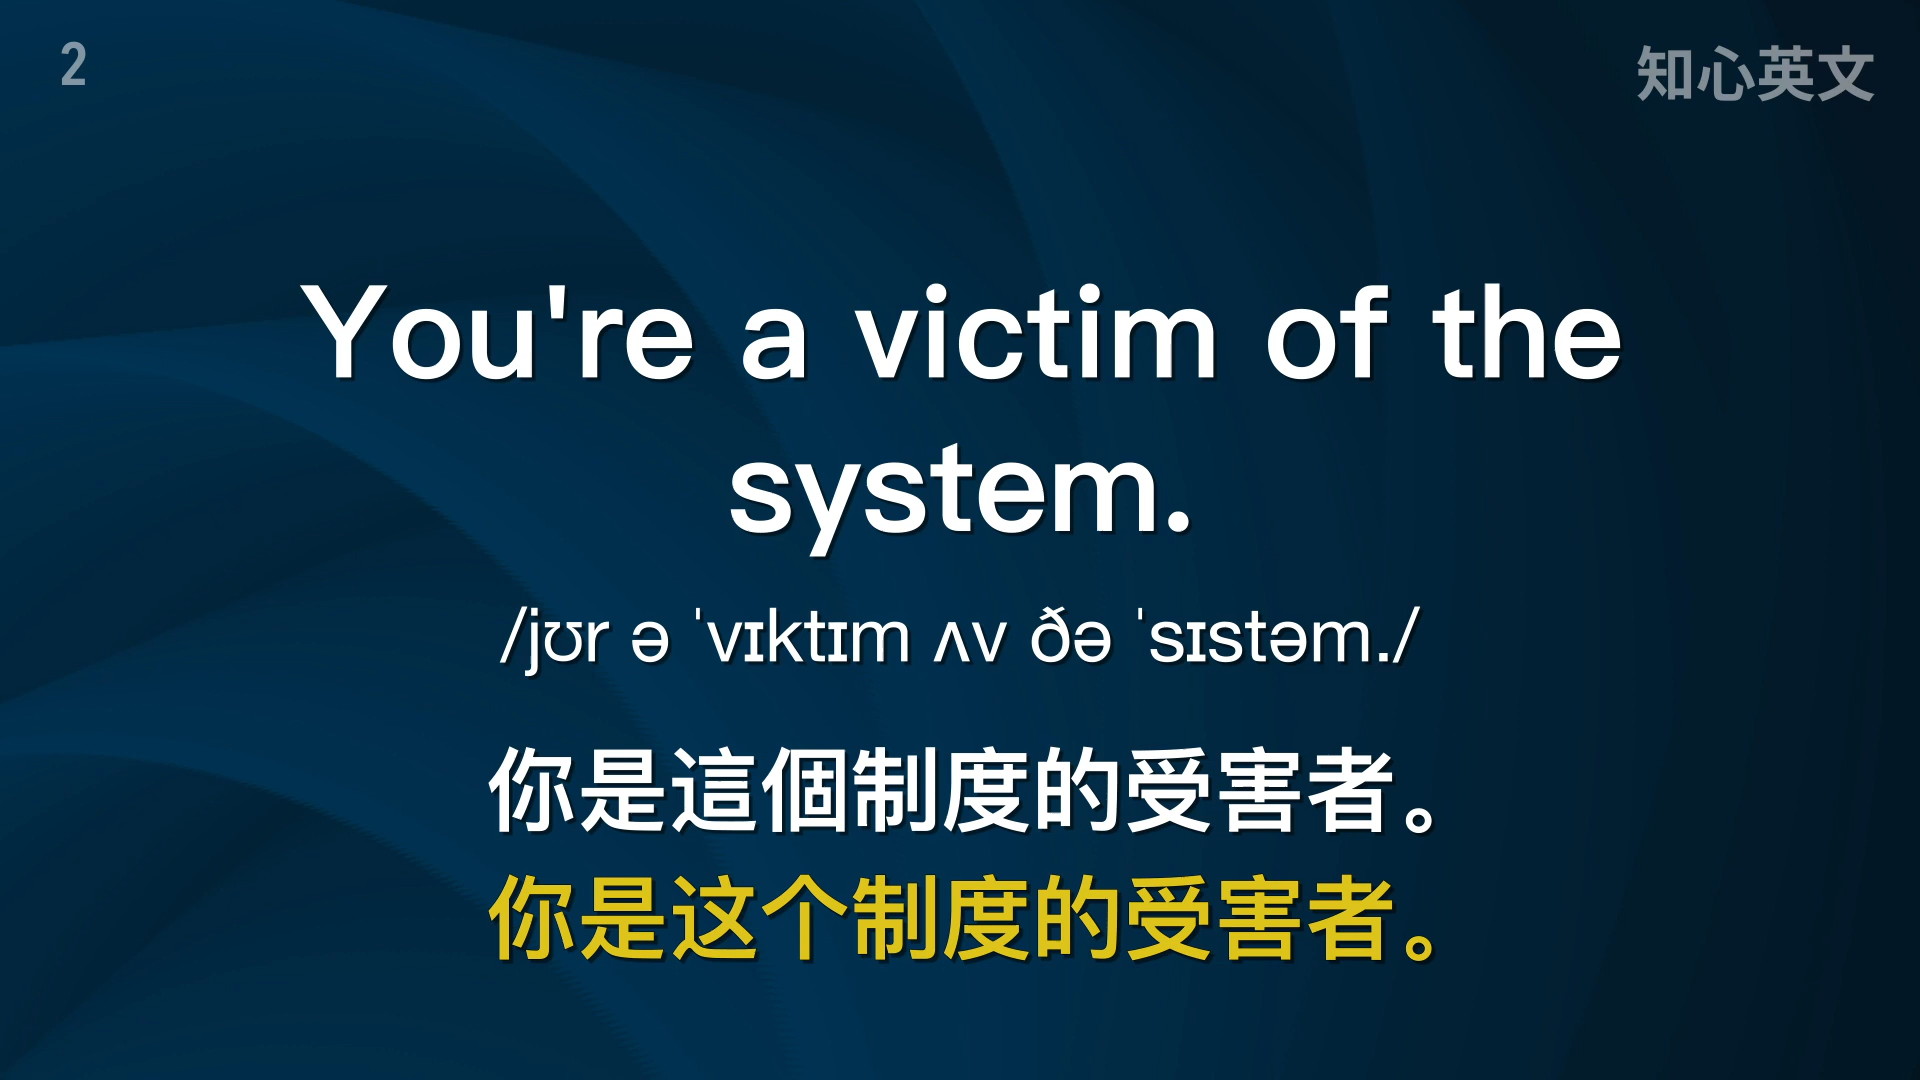 2
知心英文
You're a victim of the
system.
/jʊr ə ˈvɪktɪm ʌv ðə ˈsɪstəm./
你是這個制度的受害者。
你是这个制度的受害者。